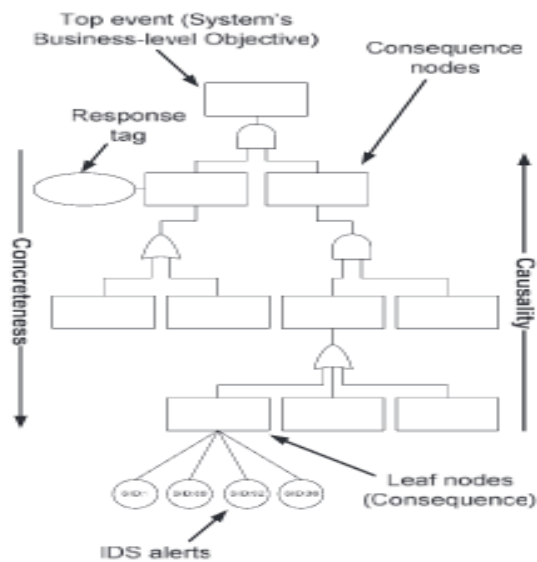 Top event (System's
Business-level Objective)
Consequence
nodes
Response
tag
Concreteness
Causality
Leaf nodes
(Consequence)
IDS alerts